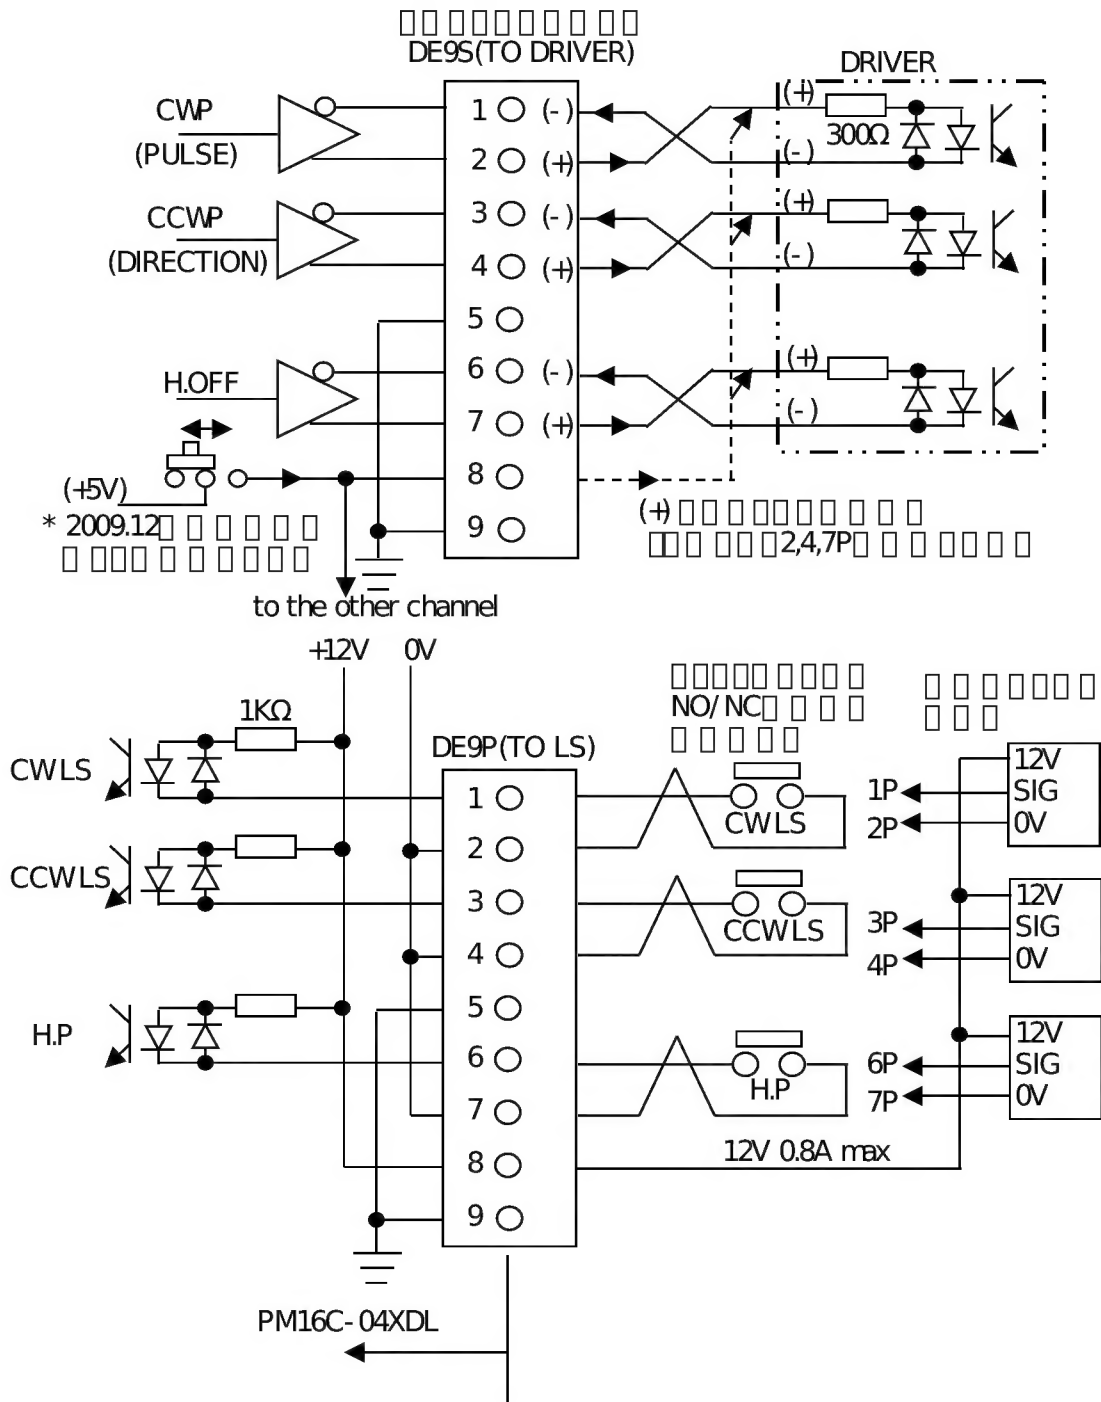 DE9S(TO DRIVER)
DRIVER
CWP
(PULSE)
1 (-)
(+)
300Ω
2 (+)
(-)
CCWP
(DIRECTION)
3 (-)
(+)
4 (+)
(-)
5
H.OFF
6 (-)
(+)
7 (+)
(-)
8
(+5V)
* 2009.12
9
(+)
2,4,7P
to the other channel
+12V 0V
NO/NC
1KΩ
DE9P(TO LS)
CWLS
1
CWLS
1P
2P
12V
SIG
0V
2
CCWLS
3
CCWLS
3P
4P
12V
SIG
0V
4
5
H.P
6
H.P
6P
7P
12V
SIG
0V
7
12V 0.8A max
8
9
PM16C-04XDL